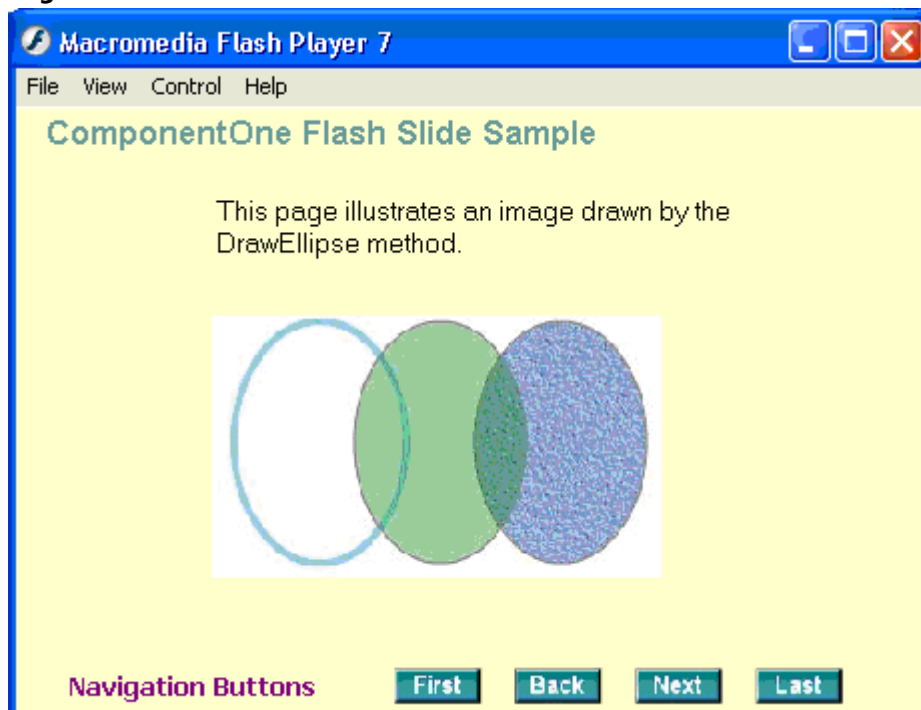 Macromedia Flash Player 7
File View Control Help
ComponentOne Flash Slide Sample
This page illustrates an image drawn by the
DrawEllipse method.
Navigation Buttons First Back Next Last